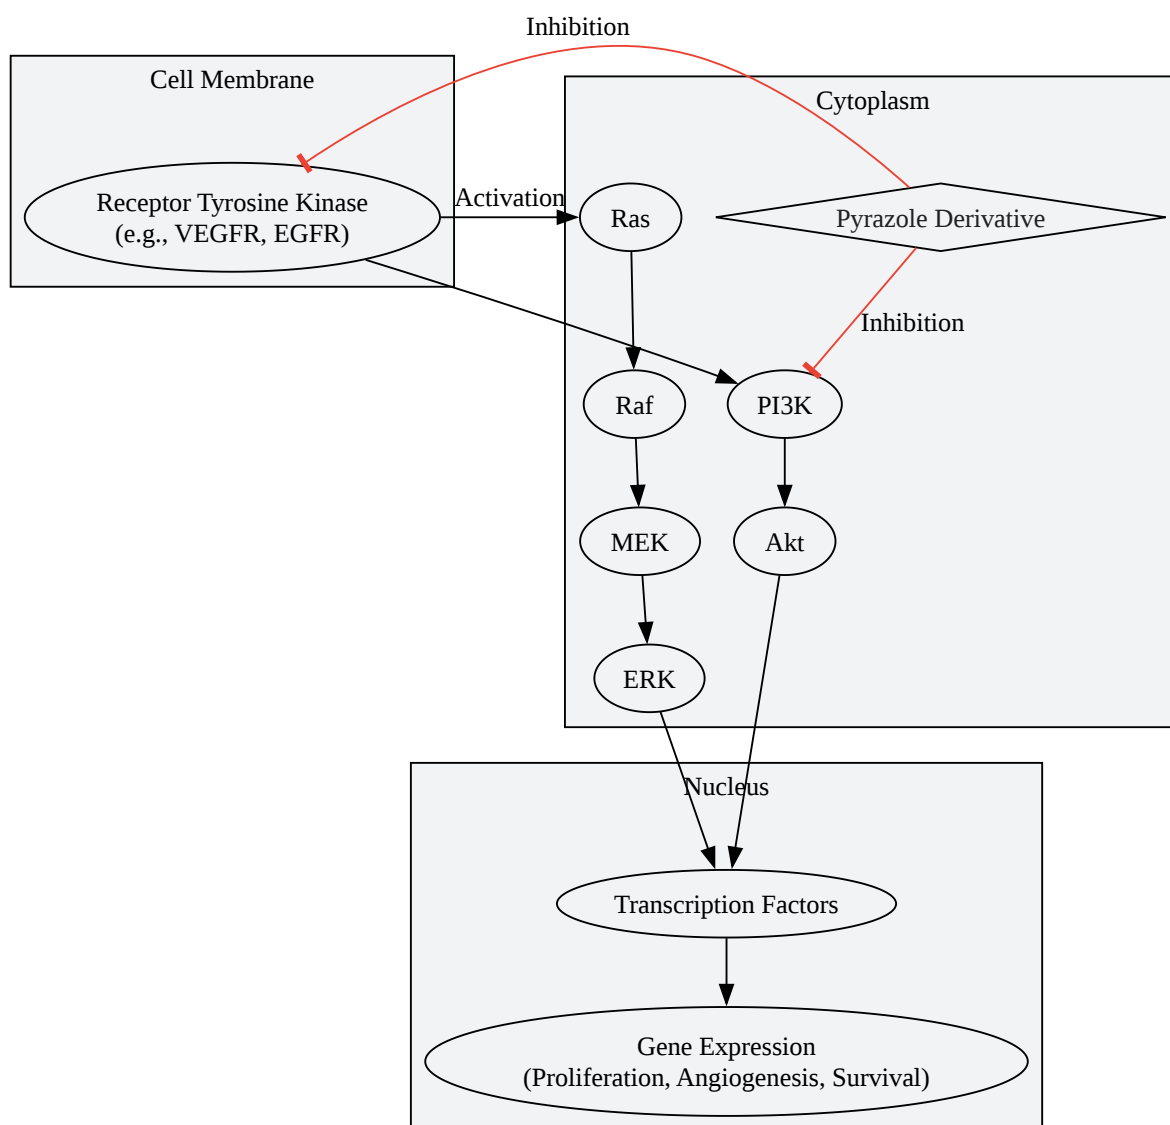 Inhibition
Cell Membrane
Cytoplasm
Receptor Tyrosine Kinase
(e.g., VEGFR, EGFR)
Activation
Ras
Pyrazole Derivative
Inhibition
Raf
PI3K
MEK
Akt
ERK
Nucleus
Transcription Factors
Gene Expression
(Proliferation, Angiogenesis, Survival)